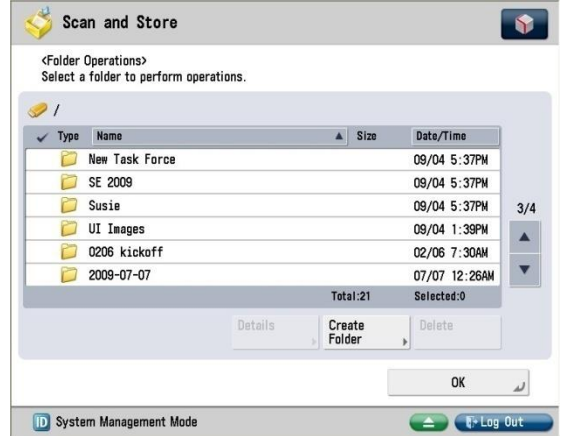 Scan and Store
<Folder Operations>
Select a folder to perform operations.
/
Type Name Size Date/Time
New Task Force 09/04 5:37PM
SE 2009 09/04 5:37PM
Susie 09/04 5:37PM
UI Images 09/04 1:39PM
0206 kickoff 02/06 7:30AM
2009-07-07 07/07 12:26AM
3/4
Total:21 Selected:0
Details Create Folder Delete
OK
ID System Management Mode Log Out